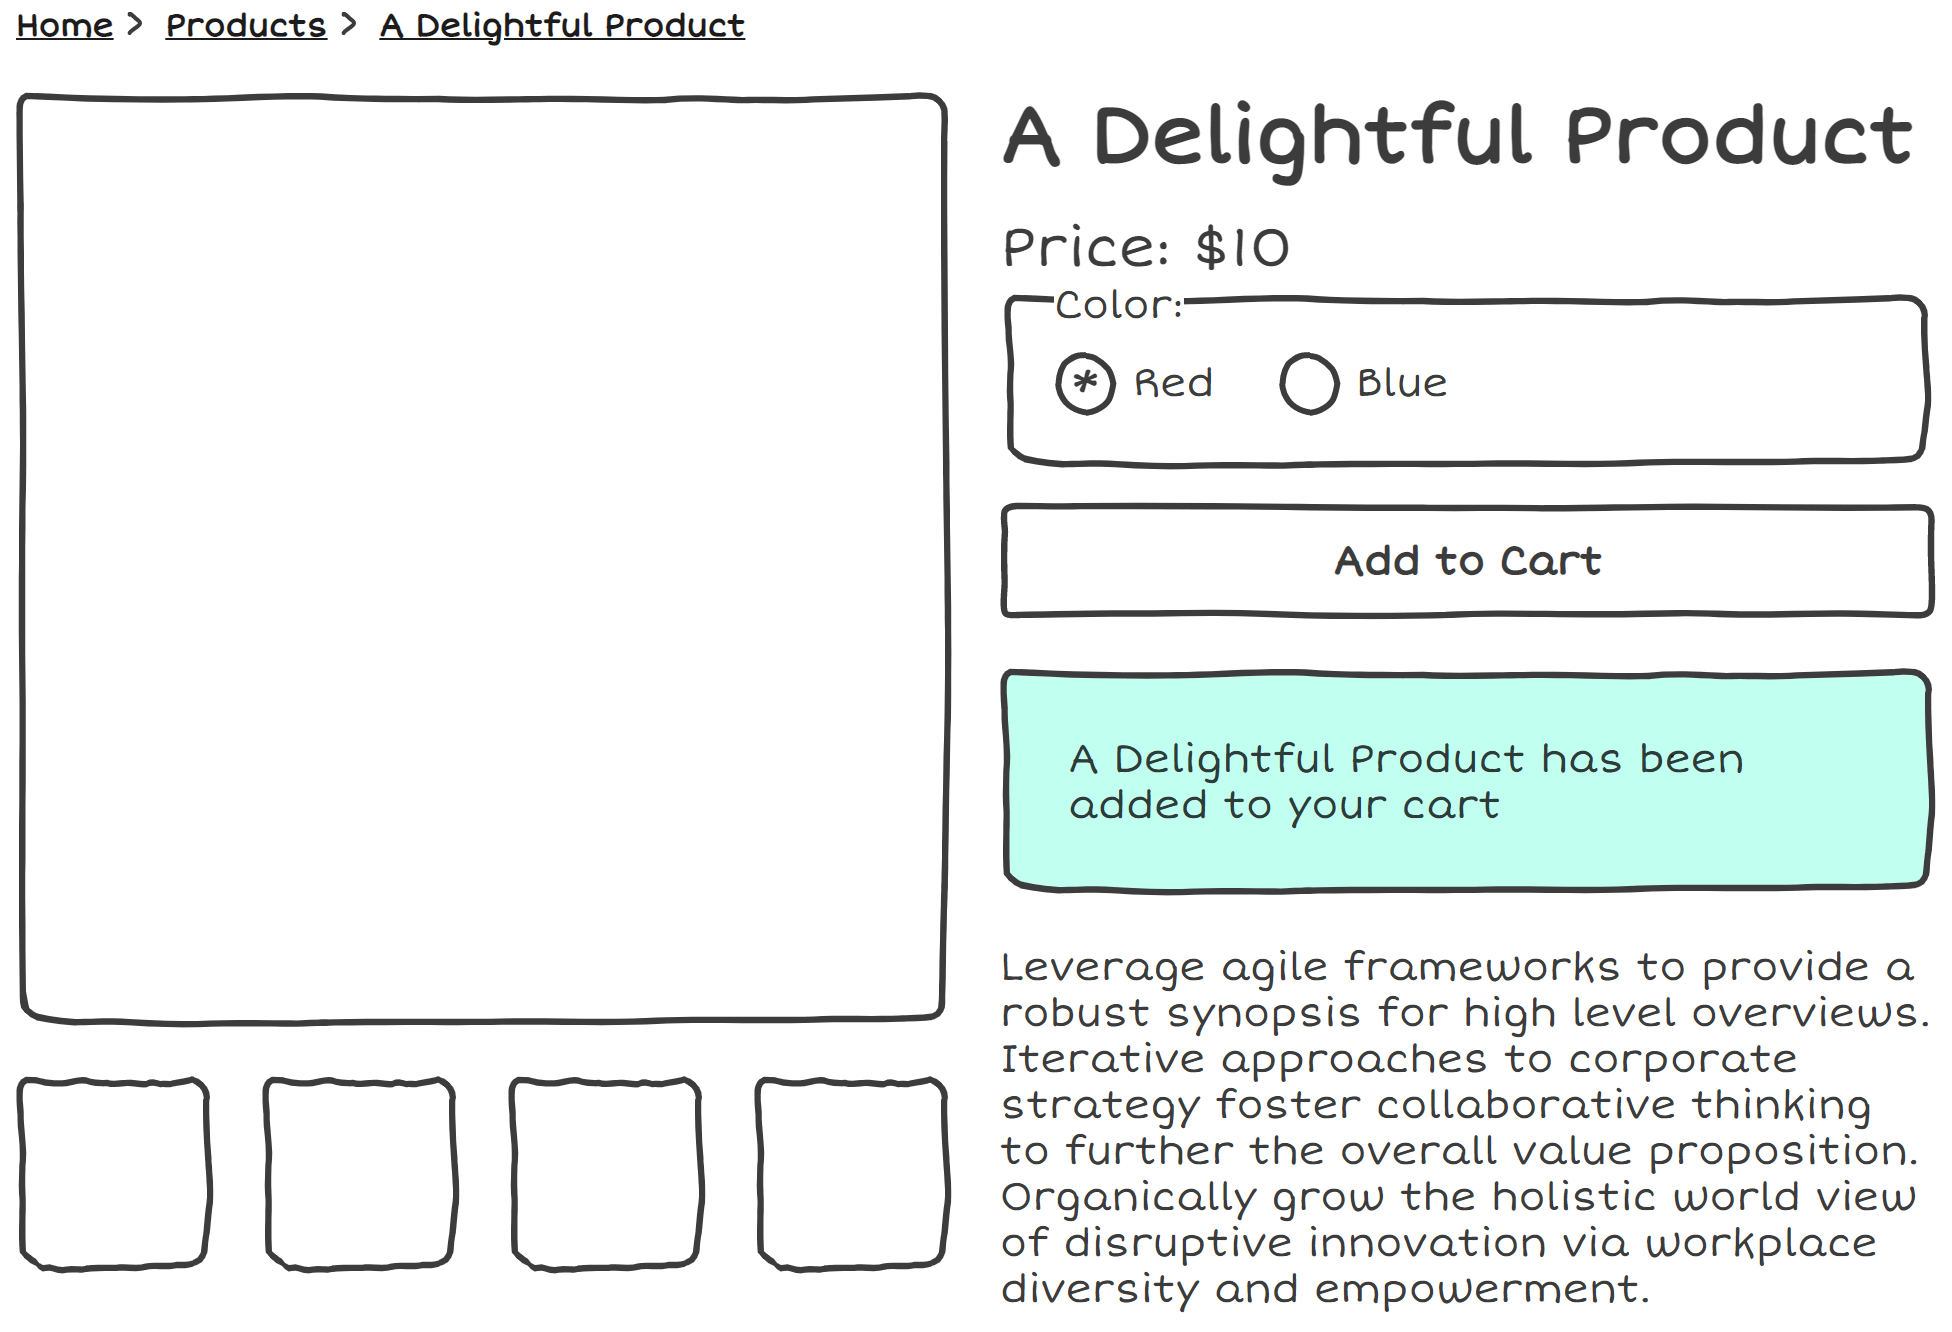 Home > Products > A Delightful Product
A Delightful Product
Price: $10
Color:
* Red Blue
Add to Cart
A Delightful Product has been
added to your cart
Leverage agile frameworks to provide a
robust synopsis for high level overviews.
Iterative approaches to corporate
strategy foster collaborative thinking
to further the overall value proposition.
Organically grow the holistic world view
of disruptive innovation via workplace
diversity and empowerment.